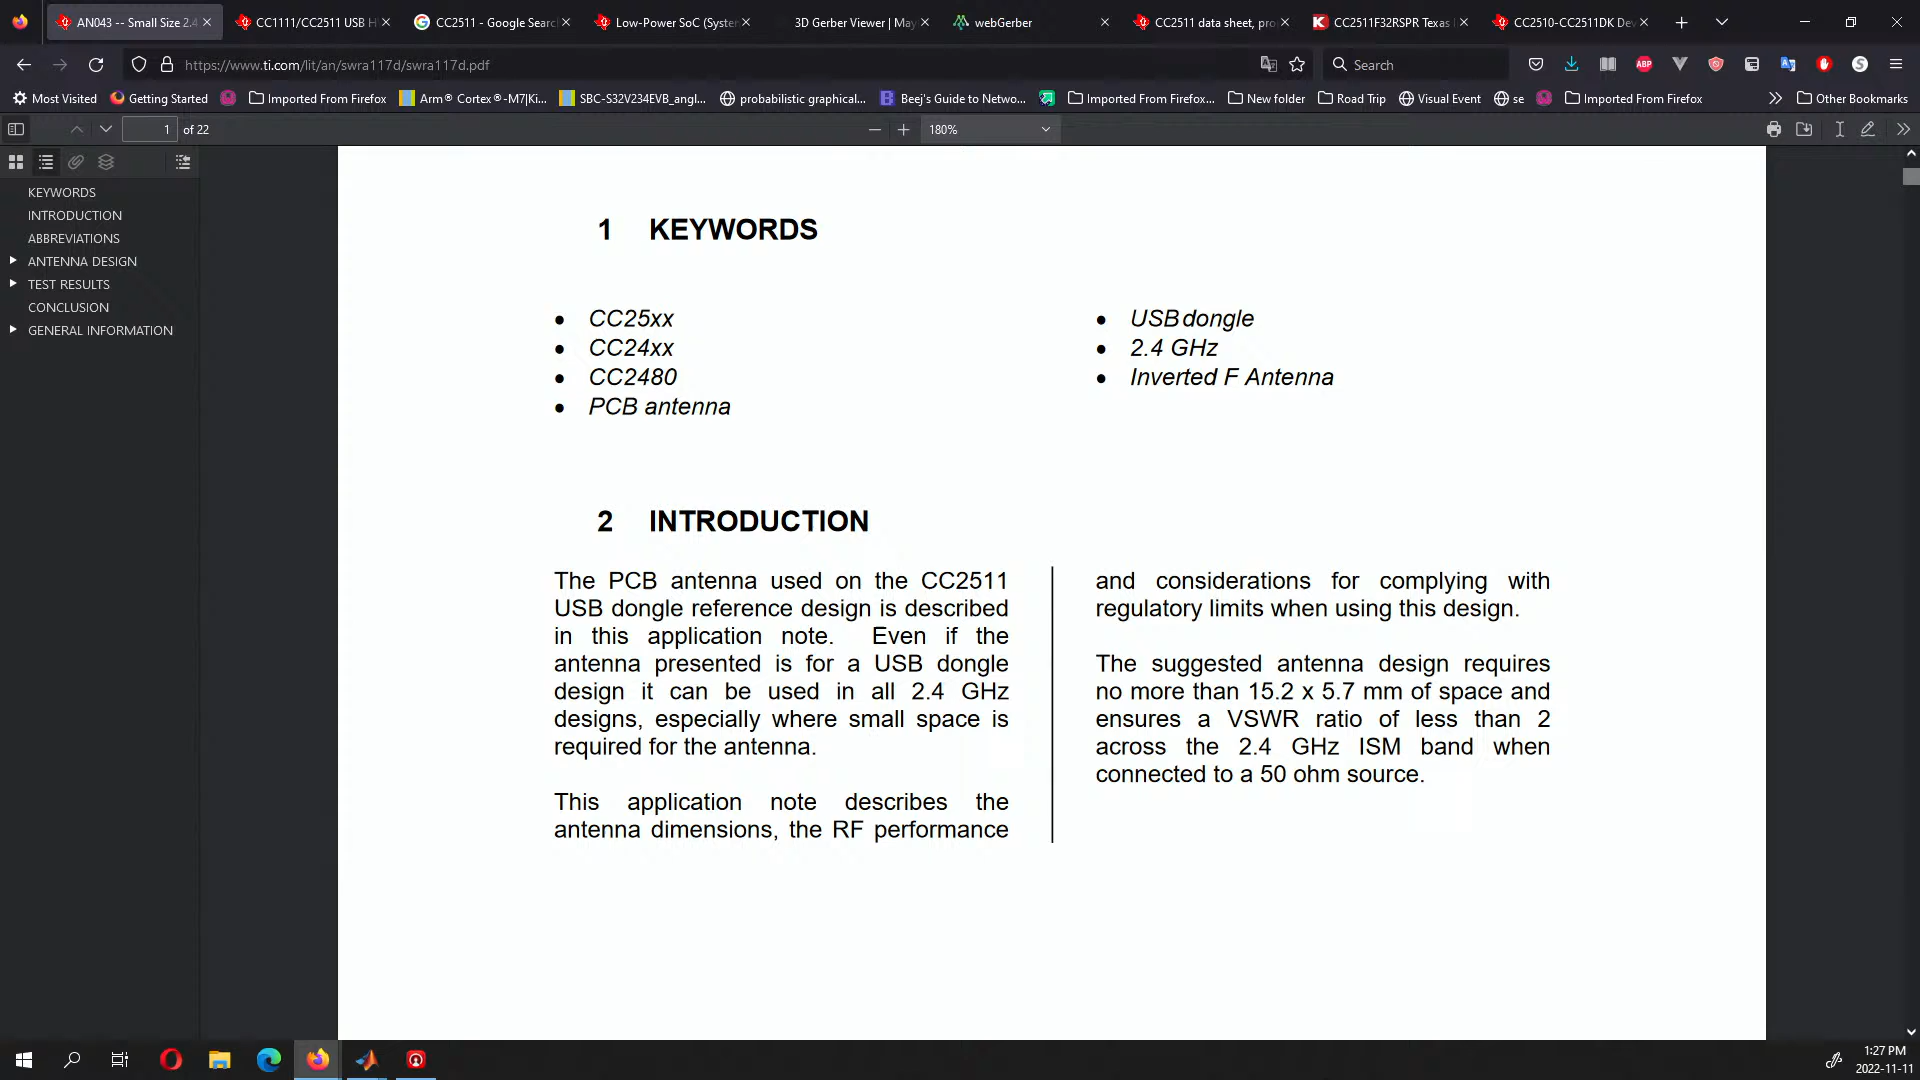 AN043 -- Small Size 2.4
CC1111/CC2511 USB H
CC2511 - Google Searc
Low-Power SoC (Syste
3D Gerber Viewer | May
webGerber
CC2511 data sheet, pro
CC2511F32RSPR Texas
CC2510-CC2511DK Dev
https://www.ti.com/lit/an/swra117d/swra117d.pdf
Search
ABP
S
Most Visited
Getting Started
Imported From Firefox
Arm® Cortex®-M7|Ki...
SBC-S32V234EVB_angl...
probabilistic graphical...
B
Beej's Guide to Netwo...
Imported From Firefox...
New folder
Road Trip
Visual Event
se
Imported From Firefox
Other Bookmarks
1 of 22
180%
KEYWORDS
INTRODUCTION
ABBREVIATIONS
ANTENNA DESIGN
TEST RESULTS
CONCLUSION
GENERAL INFORMATION
1 KEYWORDS
• CC25xx
• CC24xx
• CC2480
• PCB antenna
• USB dongle
• 2.4 GHz
• Inverted F Antenna
2 INTRODUCTION
The PCB antenna used on the CC2511
USB dongle reference design is described
in this application note. Even if the
antenna presented is for a USB dongle
design it can be used in all 2.4 GHz
designs, especially where small space is
required for the antenna.
This application note describes the
antenna dimensions, the RF performance
and considerations for complying with
regulatory limits when using this design.
The suggested antenna design requires
no more than 15.2 x 5.7 mm of space and
ensures a VSWR ratio of less than 2
across the 2.4 GHz ISM band when
connected to a 50 ohm source.
1:27 PM
2022-11-11